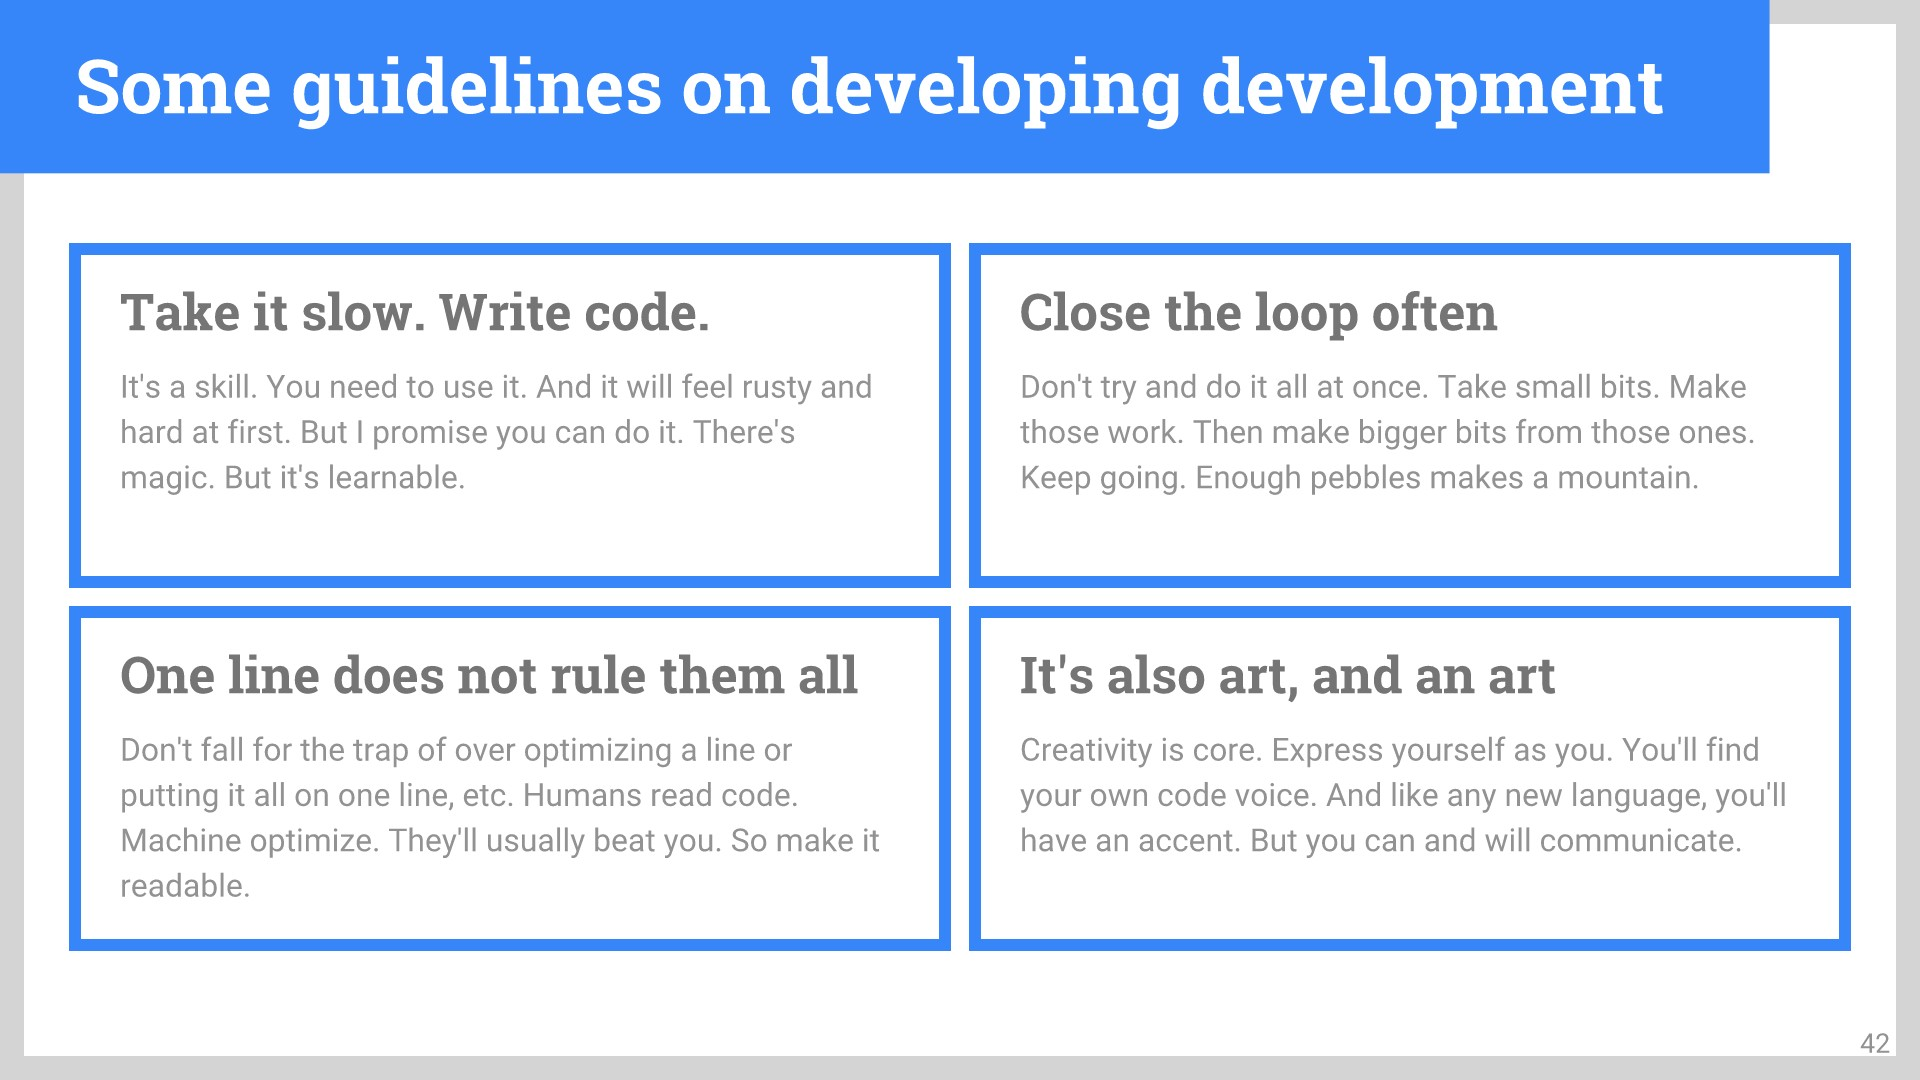 Some guidelines on developing development
Take it slow. Write code.
It's a skill. You need to use it. And it will feel rusty and
hard at first. But I promise you can do it. There's
magic. But it's learnable.
Close the loop often
Don't try and do it all at once. Take small bits. Make
those work. Then make bigger bits from those ones.
Keep going. Enough pebbles makes a mountain.
One line does not rule them all
Don't fall for the trap of over optimizing a line or
putting it all on one line, etc. Humans read code.
Machine optimize. They'll usually beat you. So make it
readable.
It's also art, and an art
Creativity is core. Express yourself as you. You'll find
your own code voice. And like any new language, you'll
have an accent. But you can and will communicate.
42